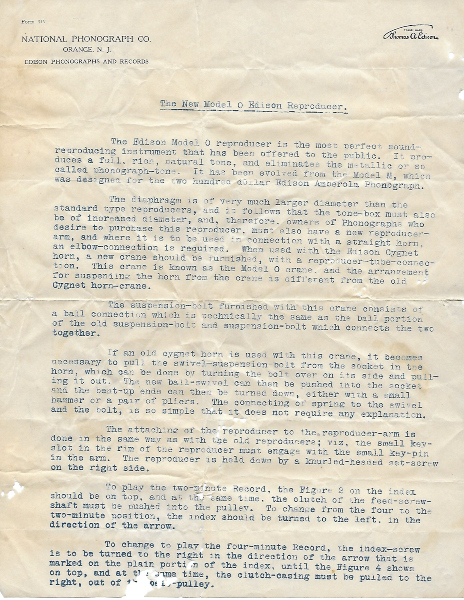 Form
NATIONAL PHONOGRAPH CO.
ORANGE, N. J.
EDISON PHONOGRAPHS AND RECORDS
TRADE MARK
Thomas A. Edison
The New Model O Edison Reproducer.
The Edison Model O reproducer is the most perfect sound-
reproducing instrument that has been offered to the public. It pro-
duces a full, rich, natural tone, and eliminates the metallic or so
called phonograph-tone. It has been evolved from the Model M, which
was designed for the two hundred dollar Edison Amberola Phonograph.
The diaphragm is of very much larger diameter than the
standard type reproducers, and it follows that the tone-box must also
be of increased diameter, and, therefore, owners of Phonographs who
desire to purchase this reproducer, must also have a new reproducer-
arm, and where it is to be used in connection with a straight horn,
an elbow-connection is required. When used with the Edison Cygnet
horn, a new crane should be furnished, with a reproducer-tube-connec-
tion. This crane is known as the Model O crane, and the arrangement
for suspending the horn from the crane is different from the old
Cygnet horn-crane.
The suspension-bolt furnished with this crane consists of
a ball connection which is technically the same as the ball portion
of the old suspension-bolt and suspension-bolt which connects the two
together.
If an old cygnet horn is used with this crane, it becomes
necessary to pull the swivel-suspension bolt from the socket in the
horn, which can be done by turning the bolt over on its side and pull-
ing it out. The new ball-swivel can then be pushed into the socket
and the bent-up ends can then be turned down, either with a small
hammer or a pair of pliers. The connecting of spring to the swivel
and the bolt, is so simple that it does not require any explanation.
The attaching of the reproducer to the reproducer-arm is
done in the same way as with the old reproducers; viz, the small key-
slot in the rim of the reproducer must engage with the small key-pin
in the arm. The reproducer is held down by a knurled-headed set-screw
on the right side.
To play the two-minute Record, the Figure 2 on the index
should be on top, and at the same time, the clutch of the feed-screw-
shaft must be pushed into the pulley. To change from the four to the
two-minute position, the index should be turned to the left, in the
direction of the arrow.
To change to play the four-minute Record, the index-screw
is to be turned to the right in the direction of the arrow that is
marked on the plain portion of the index, until the Figure 4 shows
on top, and at the same time, the clutch-casing must be pulled to the
right, out of the pulley.